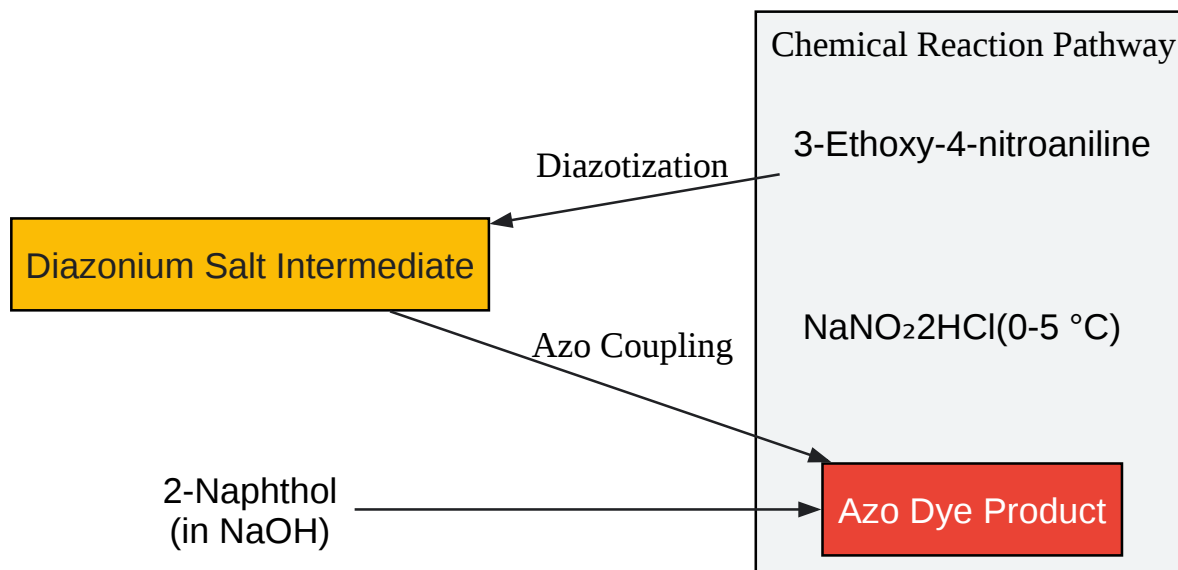 Chemical Reaction Pathway
3-Ethoxy-4-nitroaniline
Diazotization
Diazonium Salt Intermediate
NaNO₂2HCl(0-5 °C)
Azo Coupling
2-Naphthol
(in NaOH)
Azo Dye Product